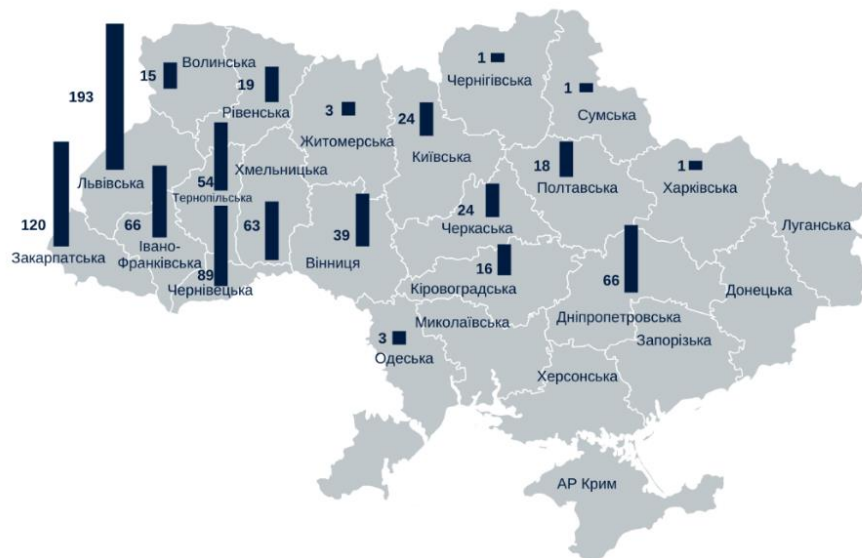 1
Чернігівська
Волинська
15
19
Рівенська
1
Сумська
193
3
Житомерська
24
Київська
Хмельницька
Львівська
54
Тернопільська
18
Полтавська
1
Харківська
120
Закарпатська
66
Івано-
Франківська
63
39
Вінниця
24
Черкаська
Луганська
89
Чернівецька
16
Кіровоградська
66
Дніпропетровська
Донецька
Миколаївська
Запорізька
3
Одеська
Херсонська
АР Крим